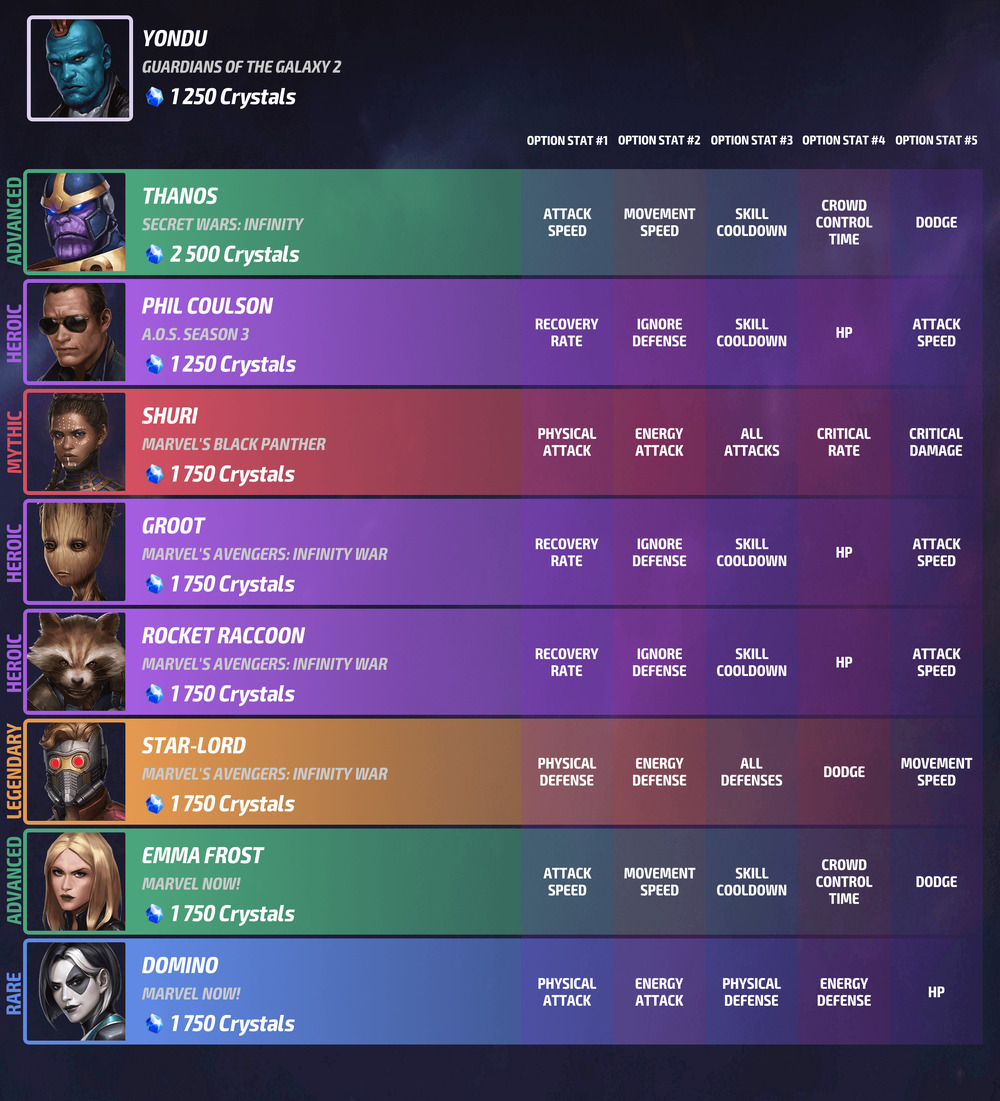 YONDU
GUARDIANS OF THE GALAXY 2
1 250 Crystals
OPTION STAT #1 OPTION STAT #2 OPTION STAT #3 OPTION STAT #4 OPTION STAT #5
ADVANCED
THANOS
SECRET WARS: INFINITY
2 500 Crystals
ATTACK
SPEED
MOVEMENT
SPEED
SKILL
COOLDOWN
CROWD
CONTROL
TIME
DODGE
HEROIC
PHIL COULSON
A.O.S. SEASON 3
1 250 Crystals
RECOVERY
RATE
IGNORE
DEFENSE
SKILL
COOLDOWN
HP
ATTACK
SPEED
MYTHIC
SHURI
MARVEL'S BLACK PANTHER
1 750 Crystals
PHYSICAL
ATTACK
ENERGY
ATTACK
ALL
ATTACKS
CRITICAL
RATE
CRITICAL
DAMAGE
HEROIC
GROOT
MARVEL'S AVENGERS: INFINITY WAR
1 750 Crystals
RECOVERY
RATE
IGNORE
DEFENSE
SKILL
COOLDOWN
HP
ATTACK
SPEED
HEROIC
ROCKET RACCOON
MARVEL'S AVENGERS: INFINITY WAR
1 750 Crystals
RECOVERY
RATE
IGNORE
DEFENSE
SKILL
COOLDOWN
HP
ATTACK
SPEED
LEGENDARY
STAR-LORD
MARVEL'S AVENGERS: INFINITY WAR
1 750 Crystals
PHYSICAL
DEFENSE
ENERGY
DEFENSE
ALL
DEFENSES
DODGE
MOVEMENT
SPEED
ADVANCED
EMMA FROST
MARVEL NOW!
1 750 Crystals
ATTACK
SPEED
MOVEMENT
SPEED
SKILL
COOLDOWN
CROWD
CONTROL
TIME
DODGE
RARE
DOMINO
MARVEL NOW!
1 750 Crystals
PHYSICAL
ATTACK
ENERGY
ATTACK
PHYSICAL
DEFENSE
ENERGY
DEFENSE
HP